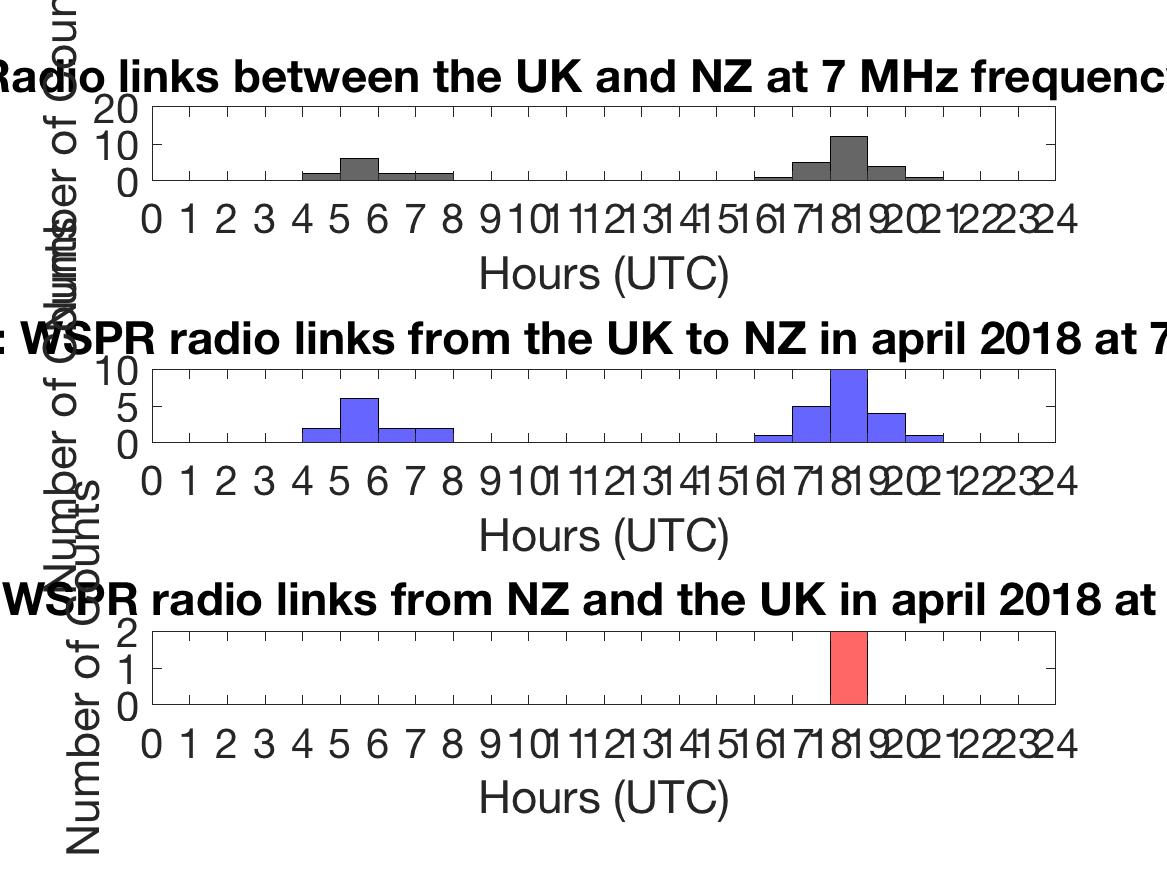 Radio links between the UK and NZ at 7 MHz frequency
20
10
0
0 1 2 3 4 5 6 7 8 9 10 11 12 13 14 15 16 17 18 19 20 21 22 23 24
Hours (UTC)
Number of Coun
: WSPR radio links from the UK to NZ in april 2018 at 7
10
5
0
0 1 2 3 4 5 6 7 8 9 10 11 12 13 14 15 16 17 18 19 20 21 22 23 24
Hours (UTC)
Number of Counts
WSPR radio links from NZ and the UK in april 2018 at
2
1
0
0 1 2 3 4 5 6 7 8 9 10 11 12 13 14 15 16 17 18 19 20 21 22 23 24
Hours (UTC)
Number of Counts